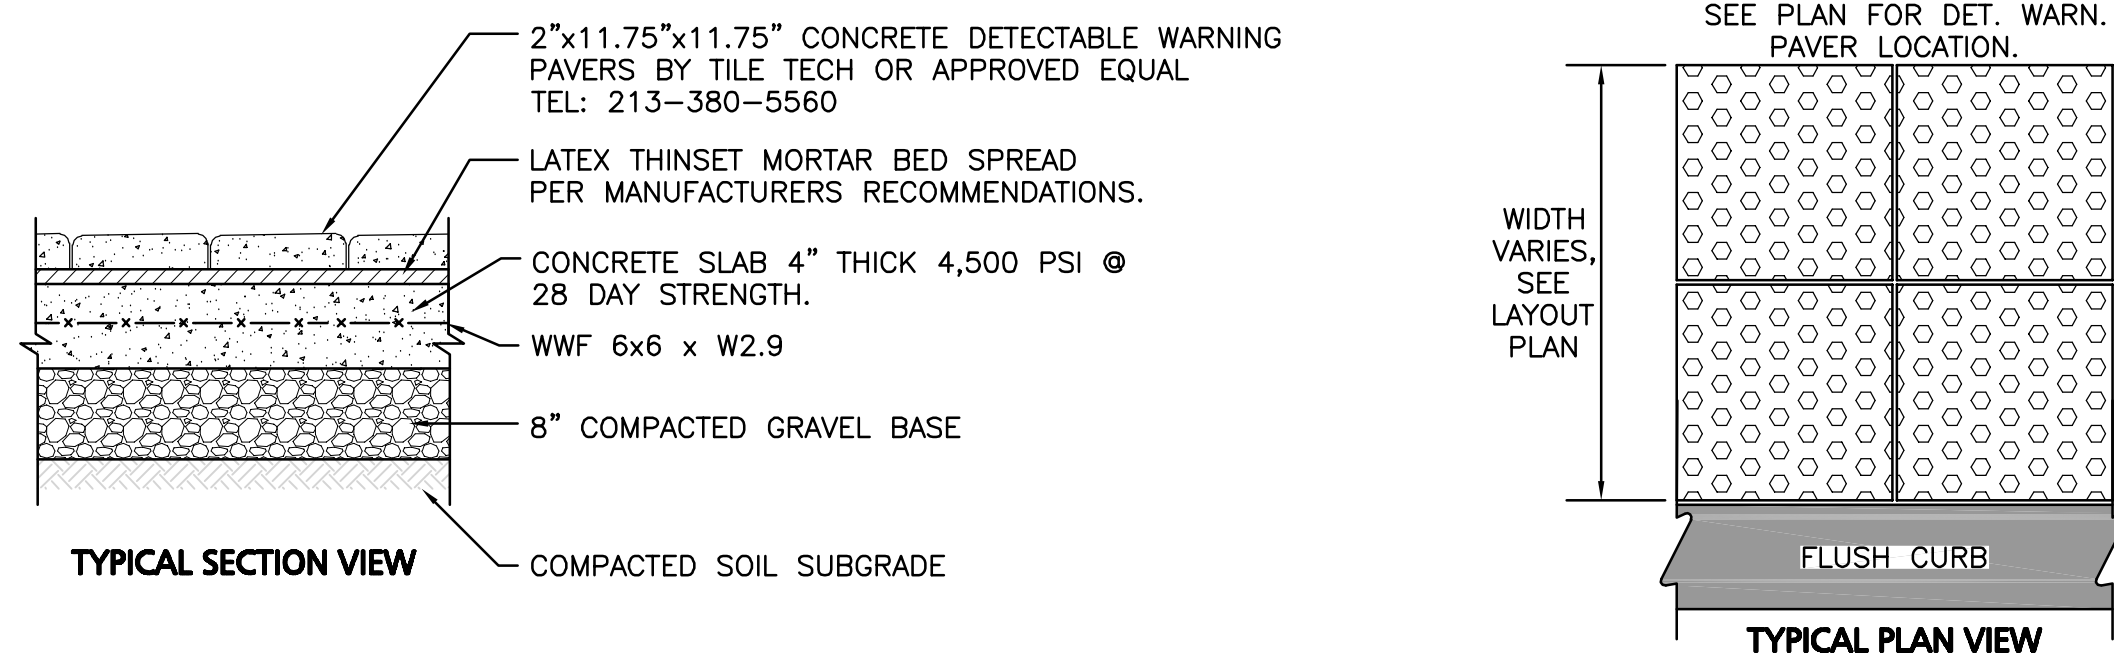 2”x11.75”x11.75” CONCRETE DETECTABLE WARNING
PAVERS BY TILE TECH OR APPROVED EQUAL
TEL: 213–380–5560
LATEX THINSET MORTAR BED SPREAD
PER MANUFACTURERS RECOMMENDATIONS.
CONCRETE SLAB 4” THICK 4,500 PSI @
28 DAY STRENGTH.
WWF 6x6 x W2.9
8” COMPACTED GRAVEL BASE
COMPACTED SOIL SUBGRADE
TYPICAL SECTION VIEW
SEE PLAN FOR DET. WARN.
PAVER LOCATION.
WIDTH
VARIES,
SEE
LAYOUT
PLAN
FLUSH CURB
TYPICAL PLAN VIEW